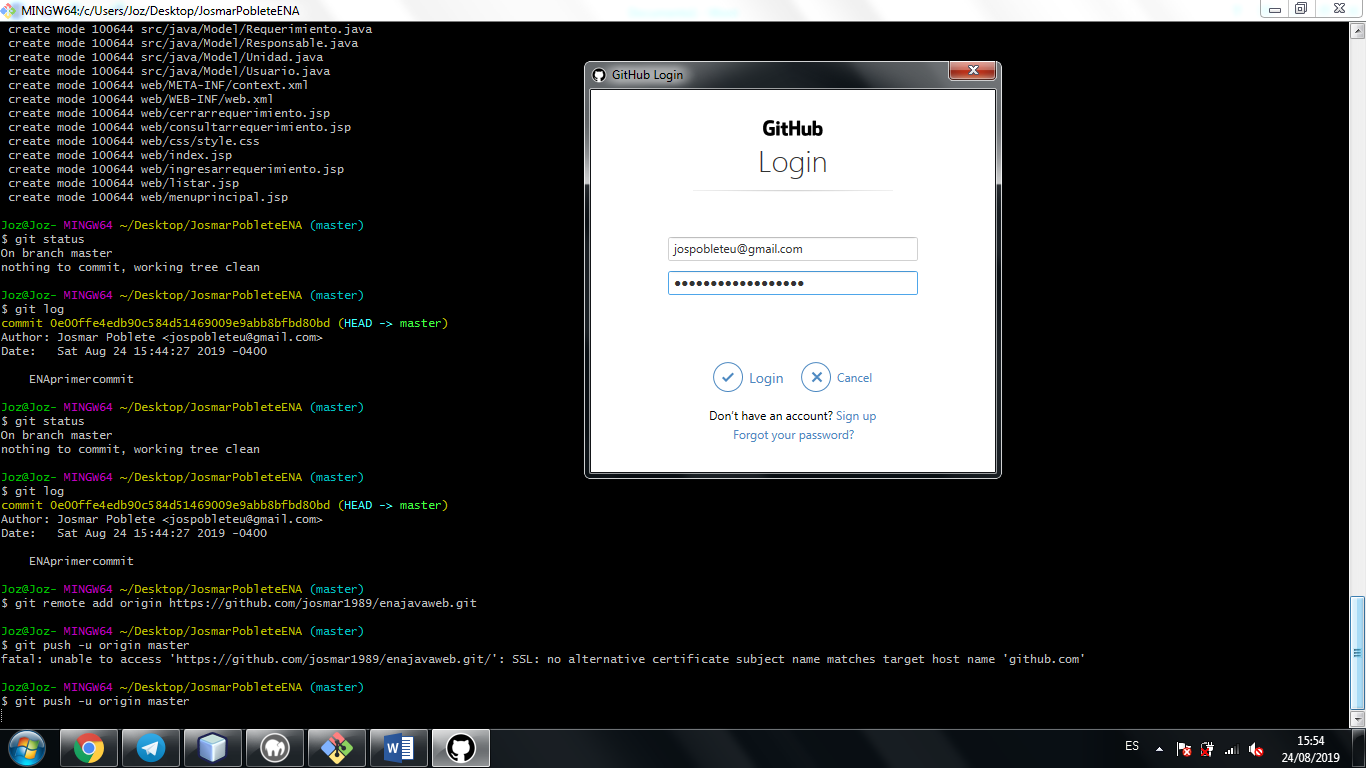 MINGW64:/c/Users/Joz/Desktop/JosmarPobleteENA
create mode 100644 src/java/Model/Requerimiento.java
create mode 100644 src/java/Model/Responsable.java
create mode 100644 src/java/Model/Unidad.java
create mode 100644 src/java/Model/Usuario.java
create mode 100644 web/META-INF/context.xml
create mode 100644 web/WEB-INF/web.xml
create mode 100644 web/cerrarrequerimiento.jsp
create mode 100644 web/consultarrequerimiento.jsp
create mode 100644 web/css/style.css
create mode 100644 web/index.jsp
create mode 100644 web/ingresarrequerimiento.jsp
create mode 100644 web/listar.jsp
create mode 100644 web/menuprincipal.jsp
Joz@Joz- MINGW64 ~/Desktop/JosmarPobleteENA (master)
$ git status
On branch master
nothing to commit, working tree clean
Joz@Joz- MINGW64 ~/Desktop/JosmarPobleteENA (master)
$ git log
commit 0e00ffe4edb90c584d51469009e9abb8bfbd80bd (HEAD -> master)
Author: Josmar Poblete <jospobleteu@gmail.com>
Date:   Sat Aug 24 15:44:27 2019 -0400
ENAprimercommit
Joz@Joz- MINGW64 ~/Desktop/JosmarPobleteENA (master)
$ git status
On branch master
nothing to commit, working tree clean
Joz@Joz- MINGW64 ~/Desktop/JosmarPobleteENA (master)
$ git log
commit 0e00ffe4edb90c584d51469009e9abb8bfbd80bd (HEAD -> master)
Author: Josmar Poblete <jospobleteu@gmail.com>
Date:   Sat Aug 24 15:44:27 2019 -0400
ENAprimercommit
Joz@Joz- MINGW64 ~/Desktop/JosmarPobleteENA (master)
$ git remote add origin https://github.com/josmar1989/enajavaweb.git
Joz@Joz- MINGW64 ~/Desktop/JosmarPobleteENA (master)
$ git push -u origin master
fatal: unable to access 'https://github.com/josmar1989/enajavaweb.git/': SSL: no alternative certificate subject name matches target host name 'github.com'
Joz@Joz- MINGW64 ~/Desktop/JosmarPobleteENA (master)
$ git push -u origin master
GitHub Login
GitHub
Login
jospobleteu@gmail.com
••••••••••••••••••
Login
Cancel
Don't have an account? Sign up
Forgot your password?
ES
15:54
24/08/2019